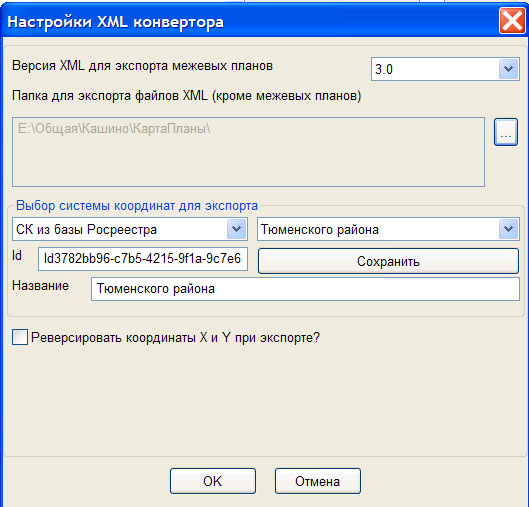 Настройки XML конвертора
Версия XML для экспорта межевых планов 3.0
Папка для экспорта файлов XML (кроме межевых планов)
E:\Общая\Кашино\КартаПланы\ ...
Выбор системы координат для экспорта
СК из базы Росреестра Тюменского района
Id Id3782bb96-c7b5-4215-9f1a-9c7e6 Сохранить
Название Тюменского района
Реверсировать координаты X и Y при экспорте?
OK Отмена